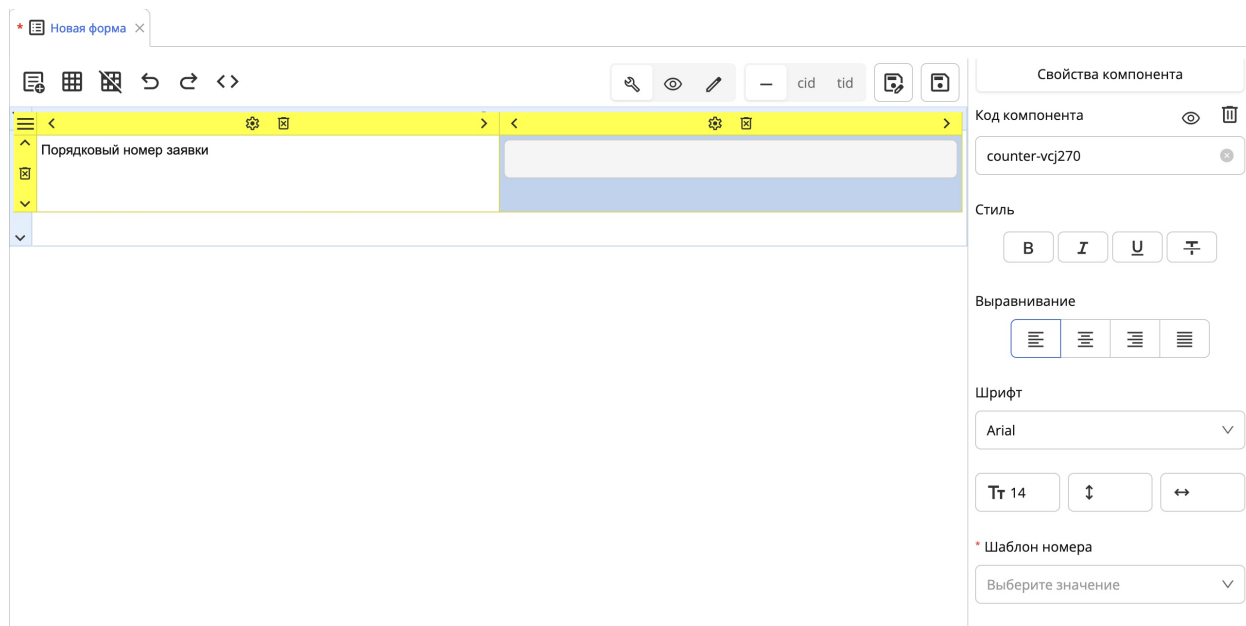 * Новая форма
cid tid
Свойства компонента
Код компонента
counter-vcj270
Порядковый номер заявки
Стиль
B I U T
Выравнивание
Шрифт
Arial
Tт 14
* Шаблон номера
Выберите значение